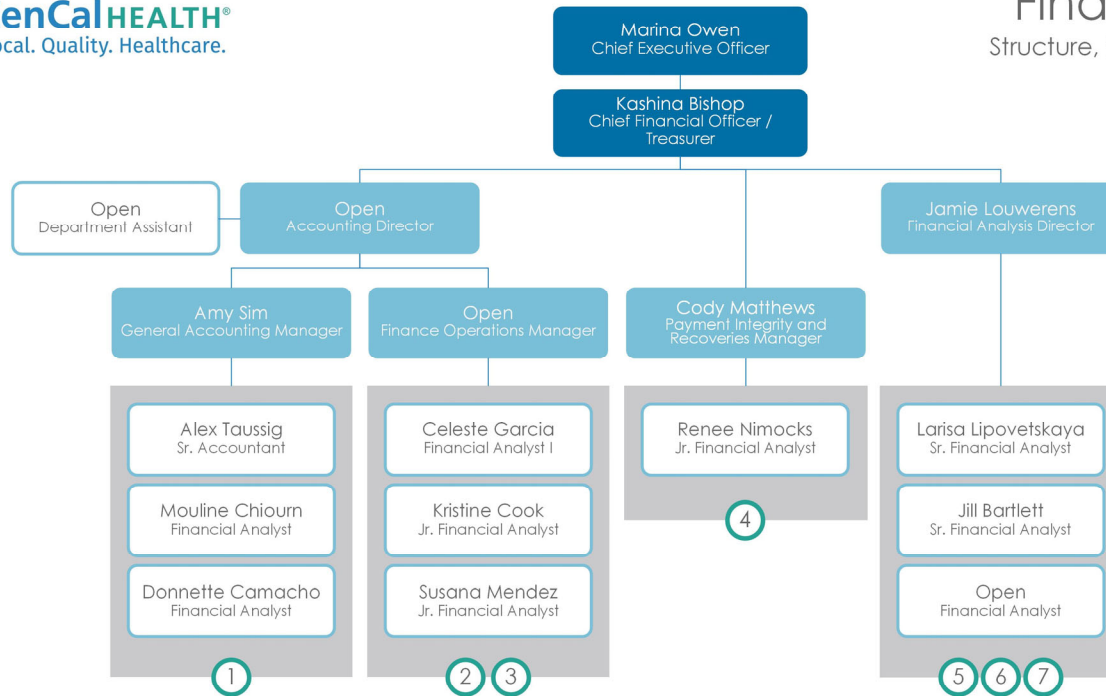 enCal HEALTH®
ocal. Quality. Healthcare.
Fina
Structure,
Marina Owen
Chief Executive Officer
Kashina Bishop
Chief Financial Officer /
Treasurer
Open
Department Assistant
Open
Accounting Director
Jamie Louwerens
Financial Analysis Director
Amy Sim
General Accounting Manager
Open
Finance Operations Manager
Cody Matthews
Payment Integrity and
Recoveries Manager
Alex Taussig
Sr. Accountant
Mouline Chiourn
Financial Analyst
Donnette Camacho
Financial Analyst
1
Celeste Garcia
Financial Analyst I
Kristine Cook
Jr. Financial Analyst
Susana Mendez
Jr. Financial Analyst
2 3
Renee Nimocks
Jr. Financial Analyst
4
Larisa Lipovetskaya
Sr. Financial Analyst
Jill Bartlett
Sr. Financial Analyst
Open
Financial Analyst
5 6 7